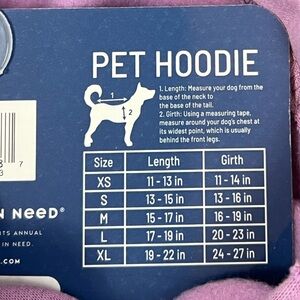 PET HOODIE
1
2
1. Length: Measure your dog from the
base of the neck to
the base of the tail.
2. Girth: Using a measuring tape,
measure around your dog's chest at
its widest point, which is usually
behind the front legs.
Size Length Girth
XS 11 - 13 in 11 - 14 in
S 13 - 15 in 13 - 16 in
M 15 - 17 in 16 - 19 in
L 17 - 19 in 20 - 23 in
XL 19 - 22 in 24 - 27 in
8 7
3
N NEED®
ITS ANNUAL
IN NEED.
.COM